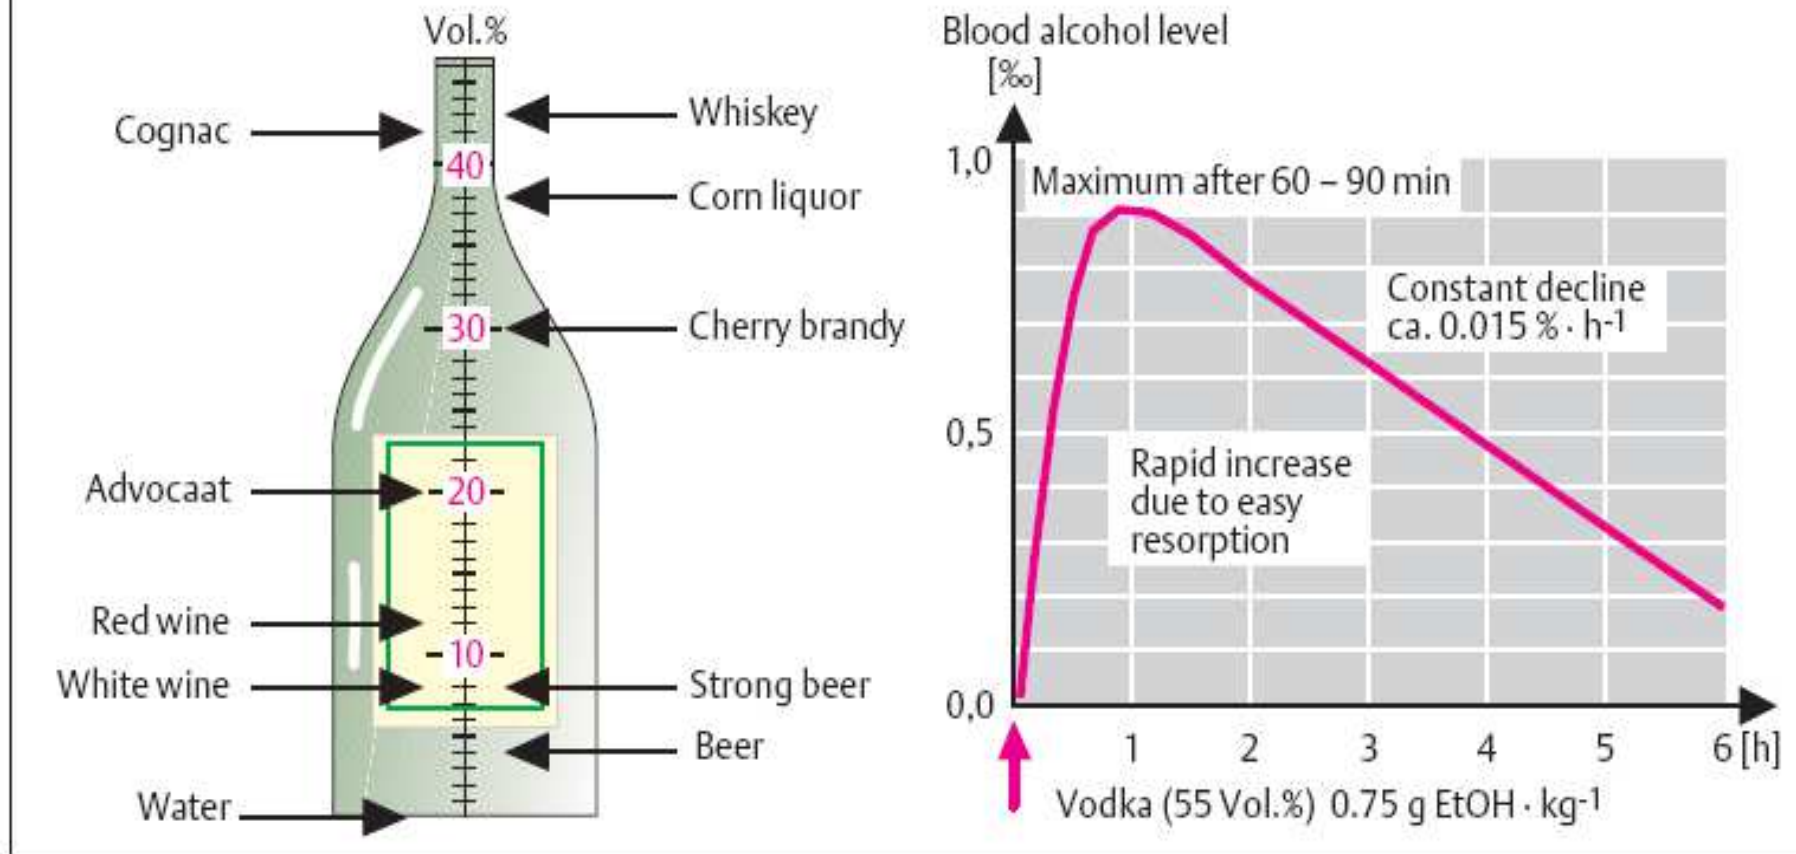 Vol.%
Cognac
Whiskey
40
Corn liquor
30
Cherry brandy
Advocaat
20
Red wine
10
White wine
Strong beer
Beer
Water
Blood alcohol level
[‰]
1,0
Maximum after 60 – 90 min
Constant decline
ca. 0.015 % · h-1
0,5
Rapid increase
due to easy
resorption
0,0
1 2 3 4 5 6 [h]
Vodka (55 Vol.%) 0.75 g EtOH · kg-1